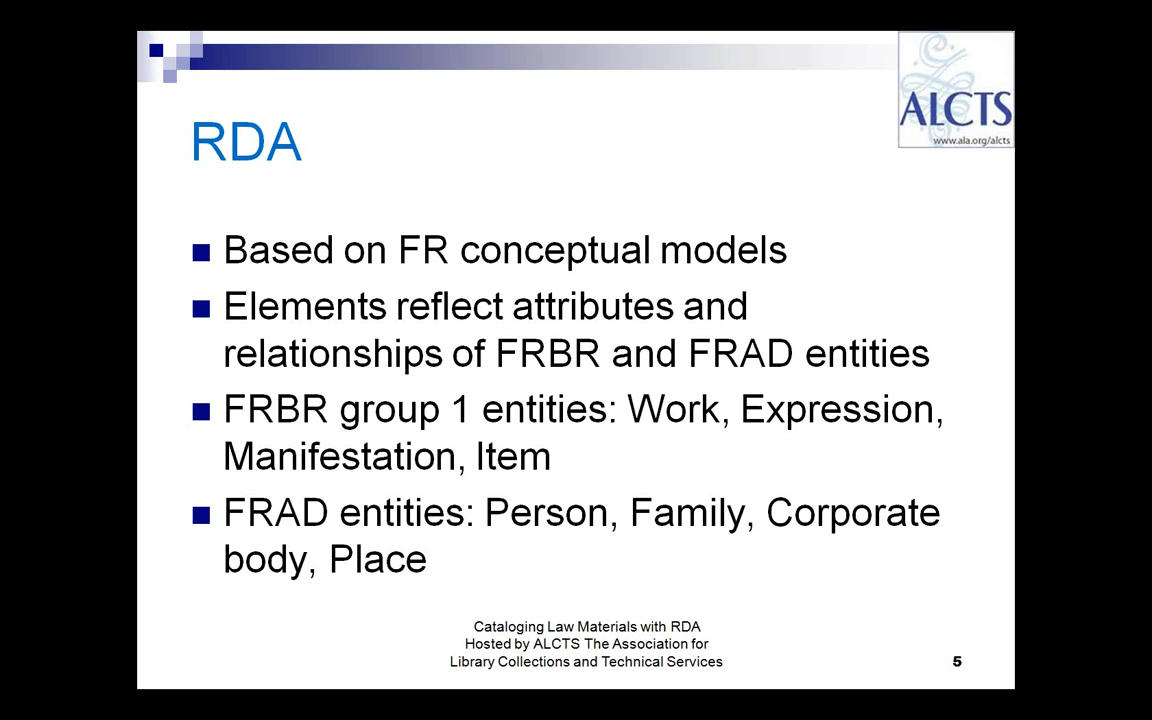 ALCTS
www.ala.org/alcts
RDA
Based on FR conceptual models
Elements reflect attributes and
relationships of FRBR and FRAD entities
FRBR group 1 entities: Work, Expression,
Manifestation, Item
FRAD entities: Person, Family, Corporate
body, Place
Cataloging Law Materials with RDA
Hosted by ALCTS The Association for
Library Collections and Technical Services
5